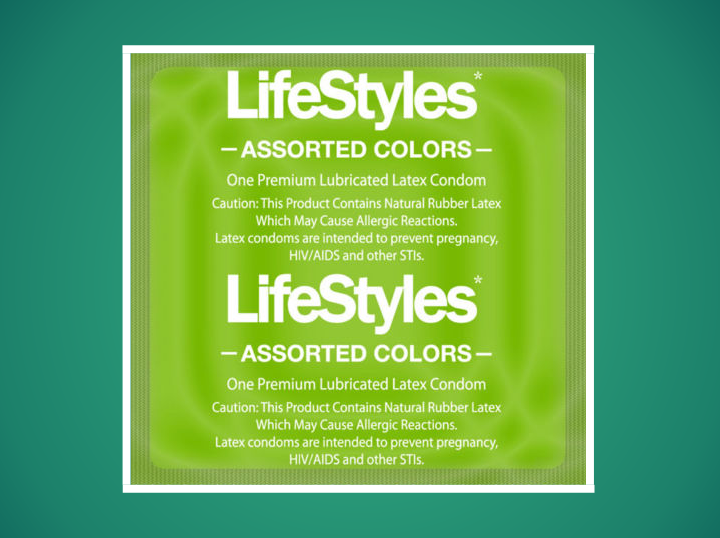 LifeStyles*
– ASSORTED COLORS –
One Premium Lubricated Latex Condom
Caution: This Product Contains Natural Rubber Latex
Which May Cause Allergic Reactions.
Latex condoms are intended to prevent pregnancy,
HIV/AIDS and other STIs.
LifeStyles*
– ASSORTED COLORS –
One Premium Lubricated Latex Condom
Caution: This Product Contains Natural Rubber Latex
Which May Cause Allergic Reactions.
Latex condoms are intended to prevent pregnancy,
HIV/AIDS and other STIs.